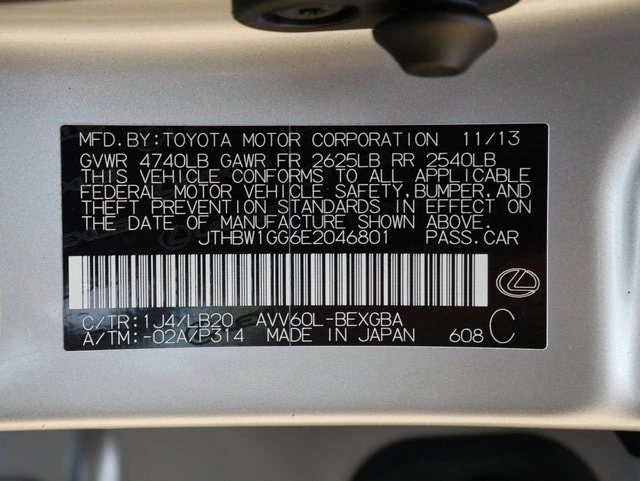 MFD.BY:TOYOTA MOTOR CORPORATION 11/13
GVWR 4740LB GAWR FR 2625LB RR 2540LB
THIS VEHICLE CONFORMS TO ALL APPLICABLE
FEDERAL MOTOR VEHICLE SAFETY,BUMPER,AND
THEFT PREVENTION STANDARDS IN EFFECT ON
THE DATE OF MANUFACTURE SHOWN ABOVE.
JTHBW1GG6E2046801 PASS.CAR
C/TR:1J4/LB20 AVV60L-BEXGBA
A/TM:-02A/P314 MADE IN JAPAN 608 C